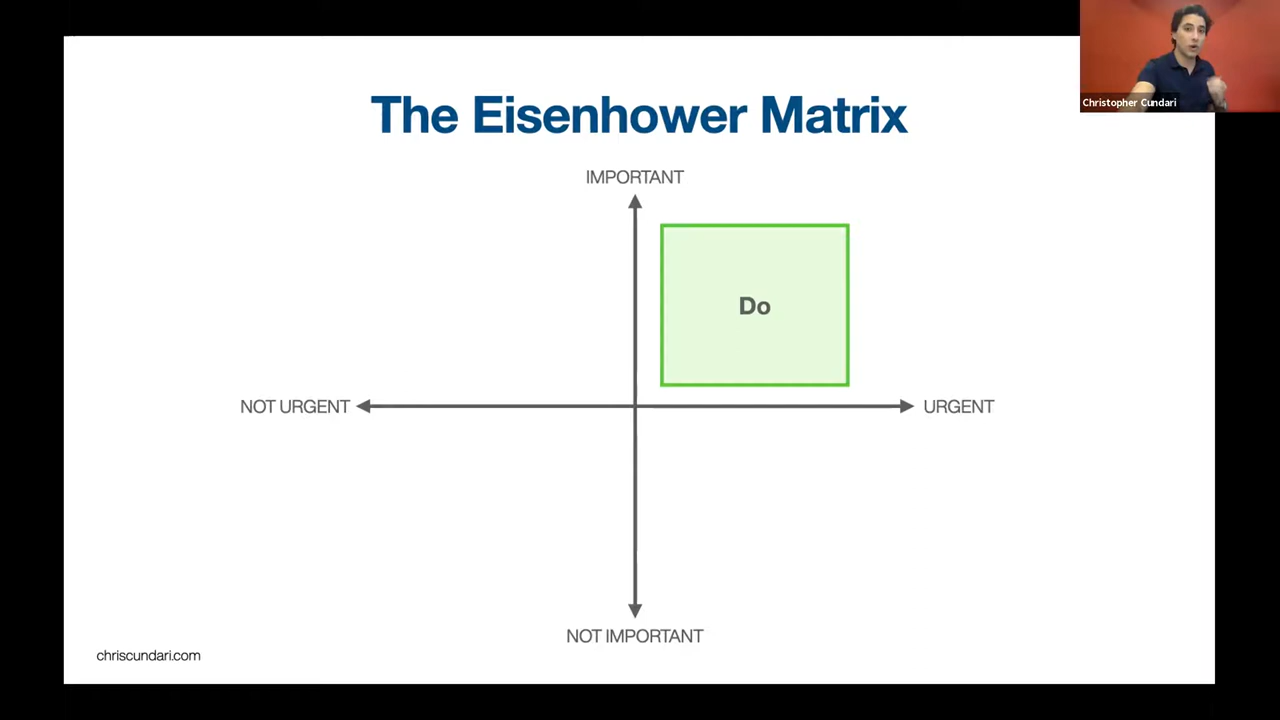 The Eisenhower Matrix
Christopher Cundari
IMPORTANT
Do
NOT URGENT
URGENT
NOT IMPORTANT
chriscundari.com